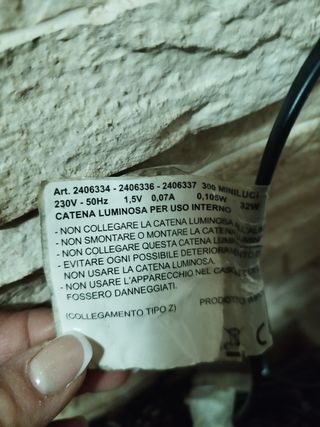 Art. 2406334 - 2406336 - 2406337 300 MINILUCI
230V - 50Hz 1,5V 0,07A 0,105W 32W
CATENA LUMINOSA PER USO INTERNO
- NON COLLEGARE LA CATENA LUMINOSA
- NON SMONTARE O MONTARE LA CATENA
- NON COLLEGARE QUESTA CATENA
- EVITARE OGNI POSSIBILE
NON USARE LA CATENA LUMINOSA.
- NON USARE L'APPARECCHIO NEL
FOSSERO DANNEGGIATI.
(COLLEGAMENTO TIPO Z) PRODOTTO